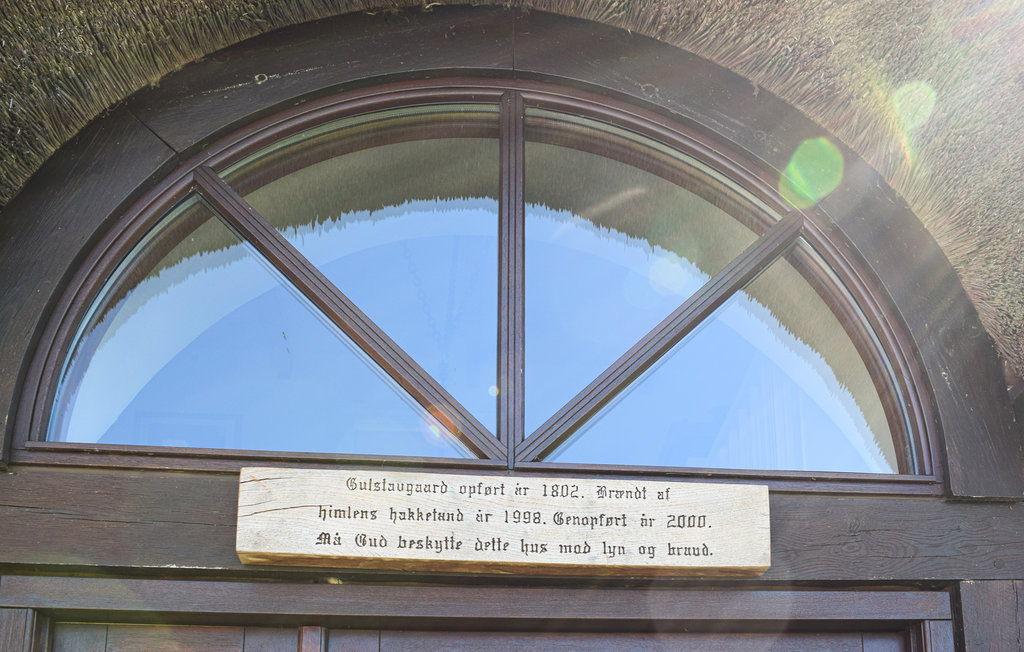 Gulstavgaard opført år 1802. Brændt af
himlens hakketand år 1998. Genopført år 2000.
Må Gud beskytte dette hus mod lyn og brand.